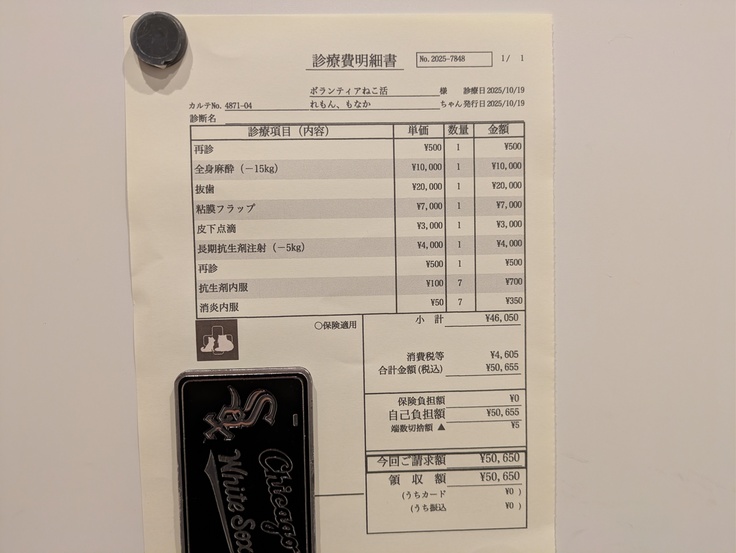 診療費明細書 No.2025-7848 1/ 1
ボランティアねこ活 様 診療日 2025/10/19
カルテNo. 4871-04 れもん、もなか ちゃん 発行日 2025/10/19
診断名
診療項目（内容） 単価 数量 金額
再診 ¥500 1 ¥500
全身麻酔（－15kg） ¥10,000 1 ¥10,000
抜歯 ¥20,000 1 ¥20,000
粘膜フラップ ¥7,000 1 ¥7,000
皮下点滴 ¥3,000 1 ¥3,000
長期抗生剤注射（－5kg） ¥4,000 1 ¥4,000
再診 ¥500 1 ¥500
抗生剤内服 ¥100 7 ¥700
消炎内服 ¥50 7 ¥350
小 計 ¥46,050
○保険適用
消費税等 ¥4,605
合計金額(税込) ¥50,655
保険負担額 ¥0
自己負担額 ¥50,655
端数切捨額 ▲ ¥5
今回ご請求額 ¥50,650
領 収 額 ¥50,650
（うちカード ¥0 ）
（うち振込 ¥0 ）
Sox
Chicago
White Sox